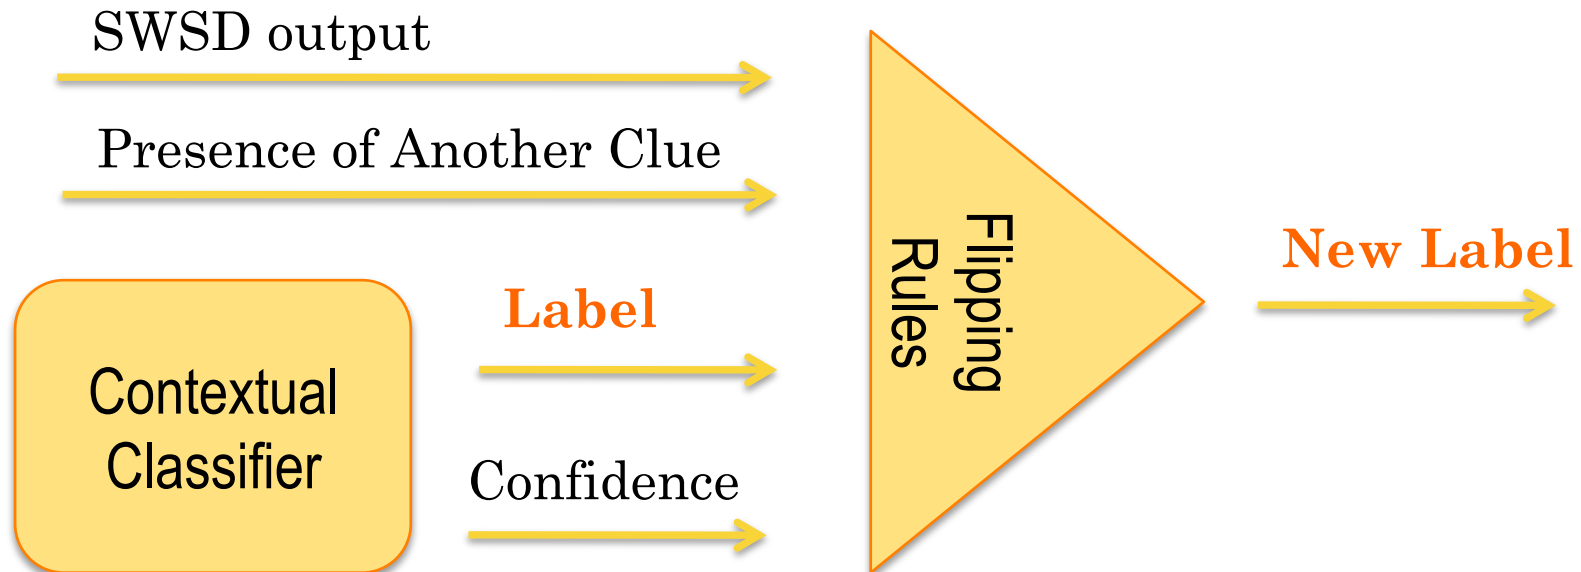 SWSD output
Presence of Another Clue
Label
Confidence
Contextual
Classifier
Flipping
Rules
New Label